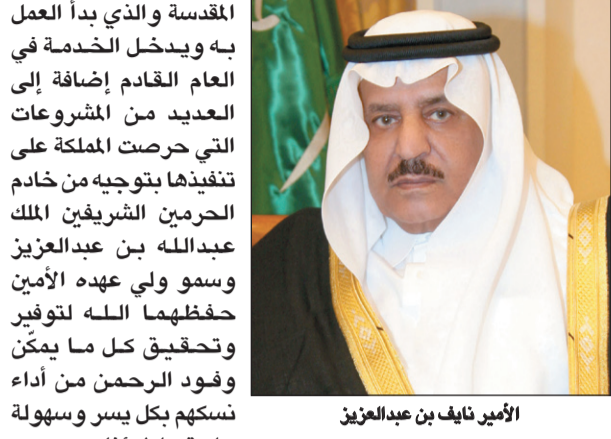 المقدسة والذي بدأ العمل
به ويدخل الخدمة في
العام القادم إضافة إلى
العديد من المشروعات
التي حرصت المملكة على
تنفيذها بتوجيه من خادم
الحرمين الشريفين الملك
عبدالله بن عبدالعزيز
وسمو ولي عهده الأمين
حفظهما الله لتوفير
وتحقيق كل ما يمكّن
وفود الرحمن من أداء
نسكهم بكل يسر وسهولة
الأمير نايف بن عبدالعزيز